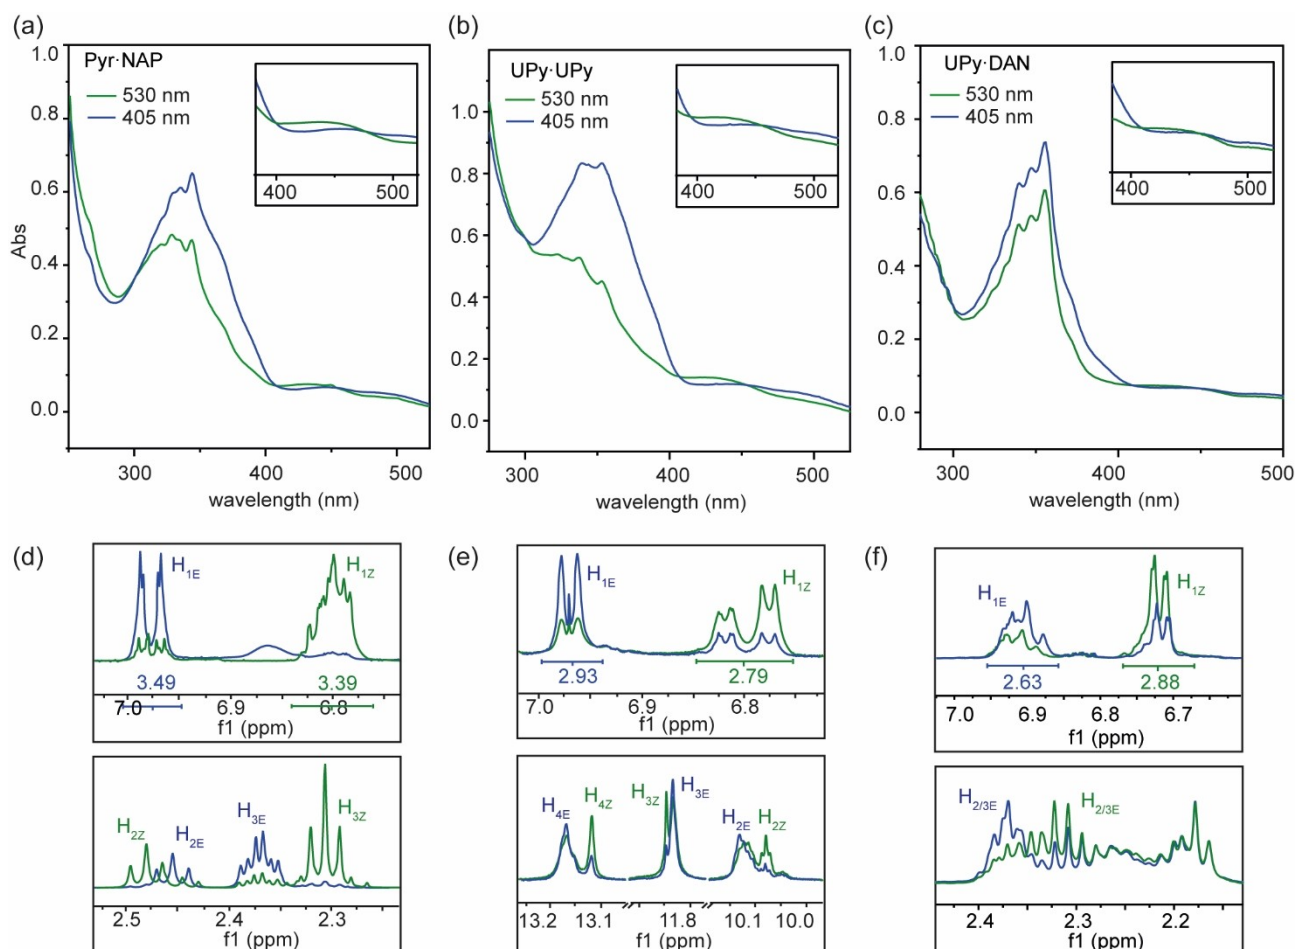 (a)
Pyr·NAP
530 nm
405 nm
400 500
1.0
0.8
0.6
0.4
0.2
0.0
Abs
300 400 500
wavelength (nm)
(b)
UPy·UPy
530 nm
405 nm
400 500
1.0
0.8
0.6
0.4
0.2
0.0
300 400 500
wavelength (nm)
(c)
UPy·DAN
530 nm
405 nm
400 500
1.0
0.8
0.6
0.4
0.2
0.0
300 400 500
wavelength (nm)
(d)
H1E H1Z
3.49 3.39
7.0 6.9 6.8
f1 (ppm)
H2Z H2E H3E H3Z
2.5 2.4 2.3
f1 (ppm)
(e)
H1E H1Z
2.93 2.79
7.0 6.9 6.8
f1 (ppm)
H4E H4Z H3Z H3E H2E H2Z
13.2 13.1 11.8 10.1 10.0
f1 (ppm)
(f)
H1E H1Z
2.63 2.88
7.0 6.9 6.8 6.7
f1 (ppm)
H2/3E H2/3E
2.4 2.3 2.2
f1 (ppm)